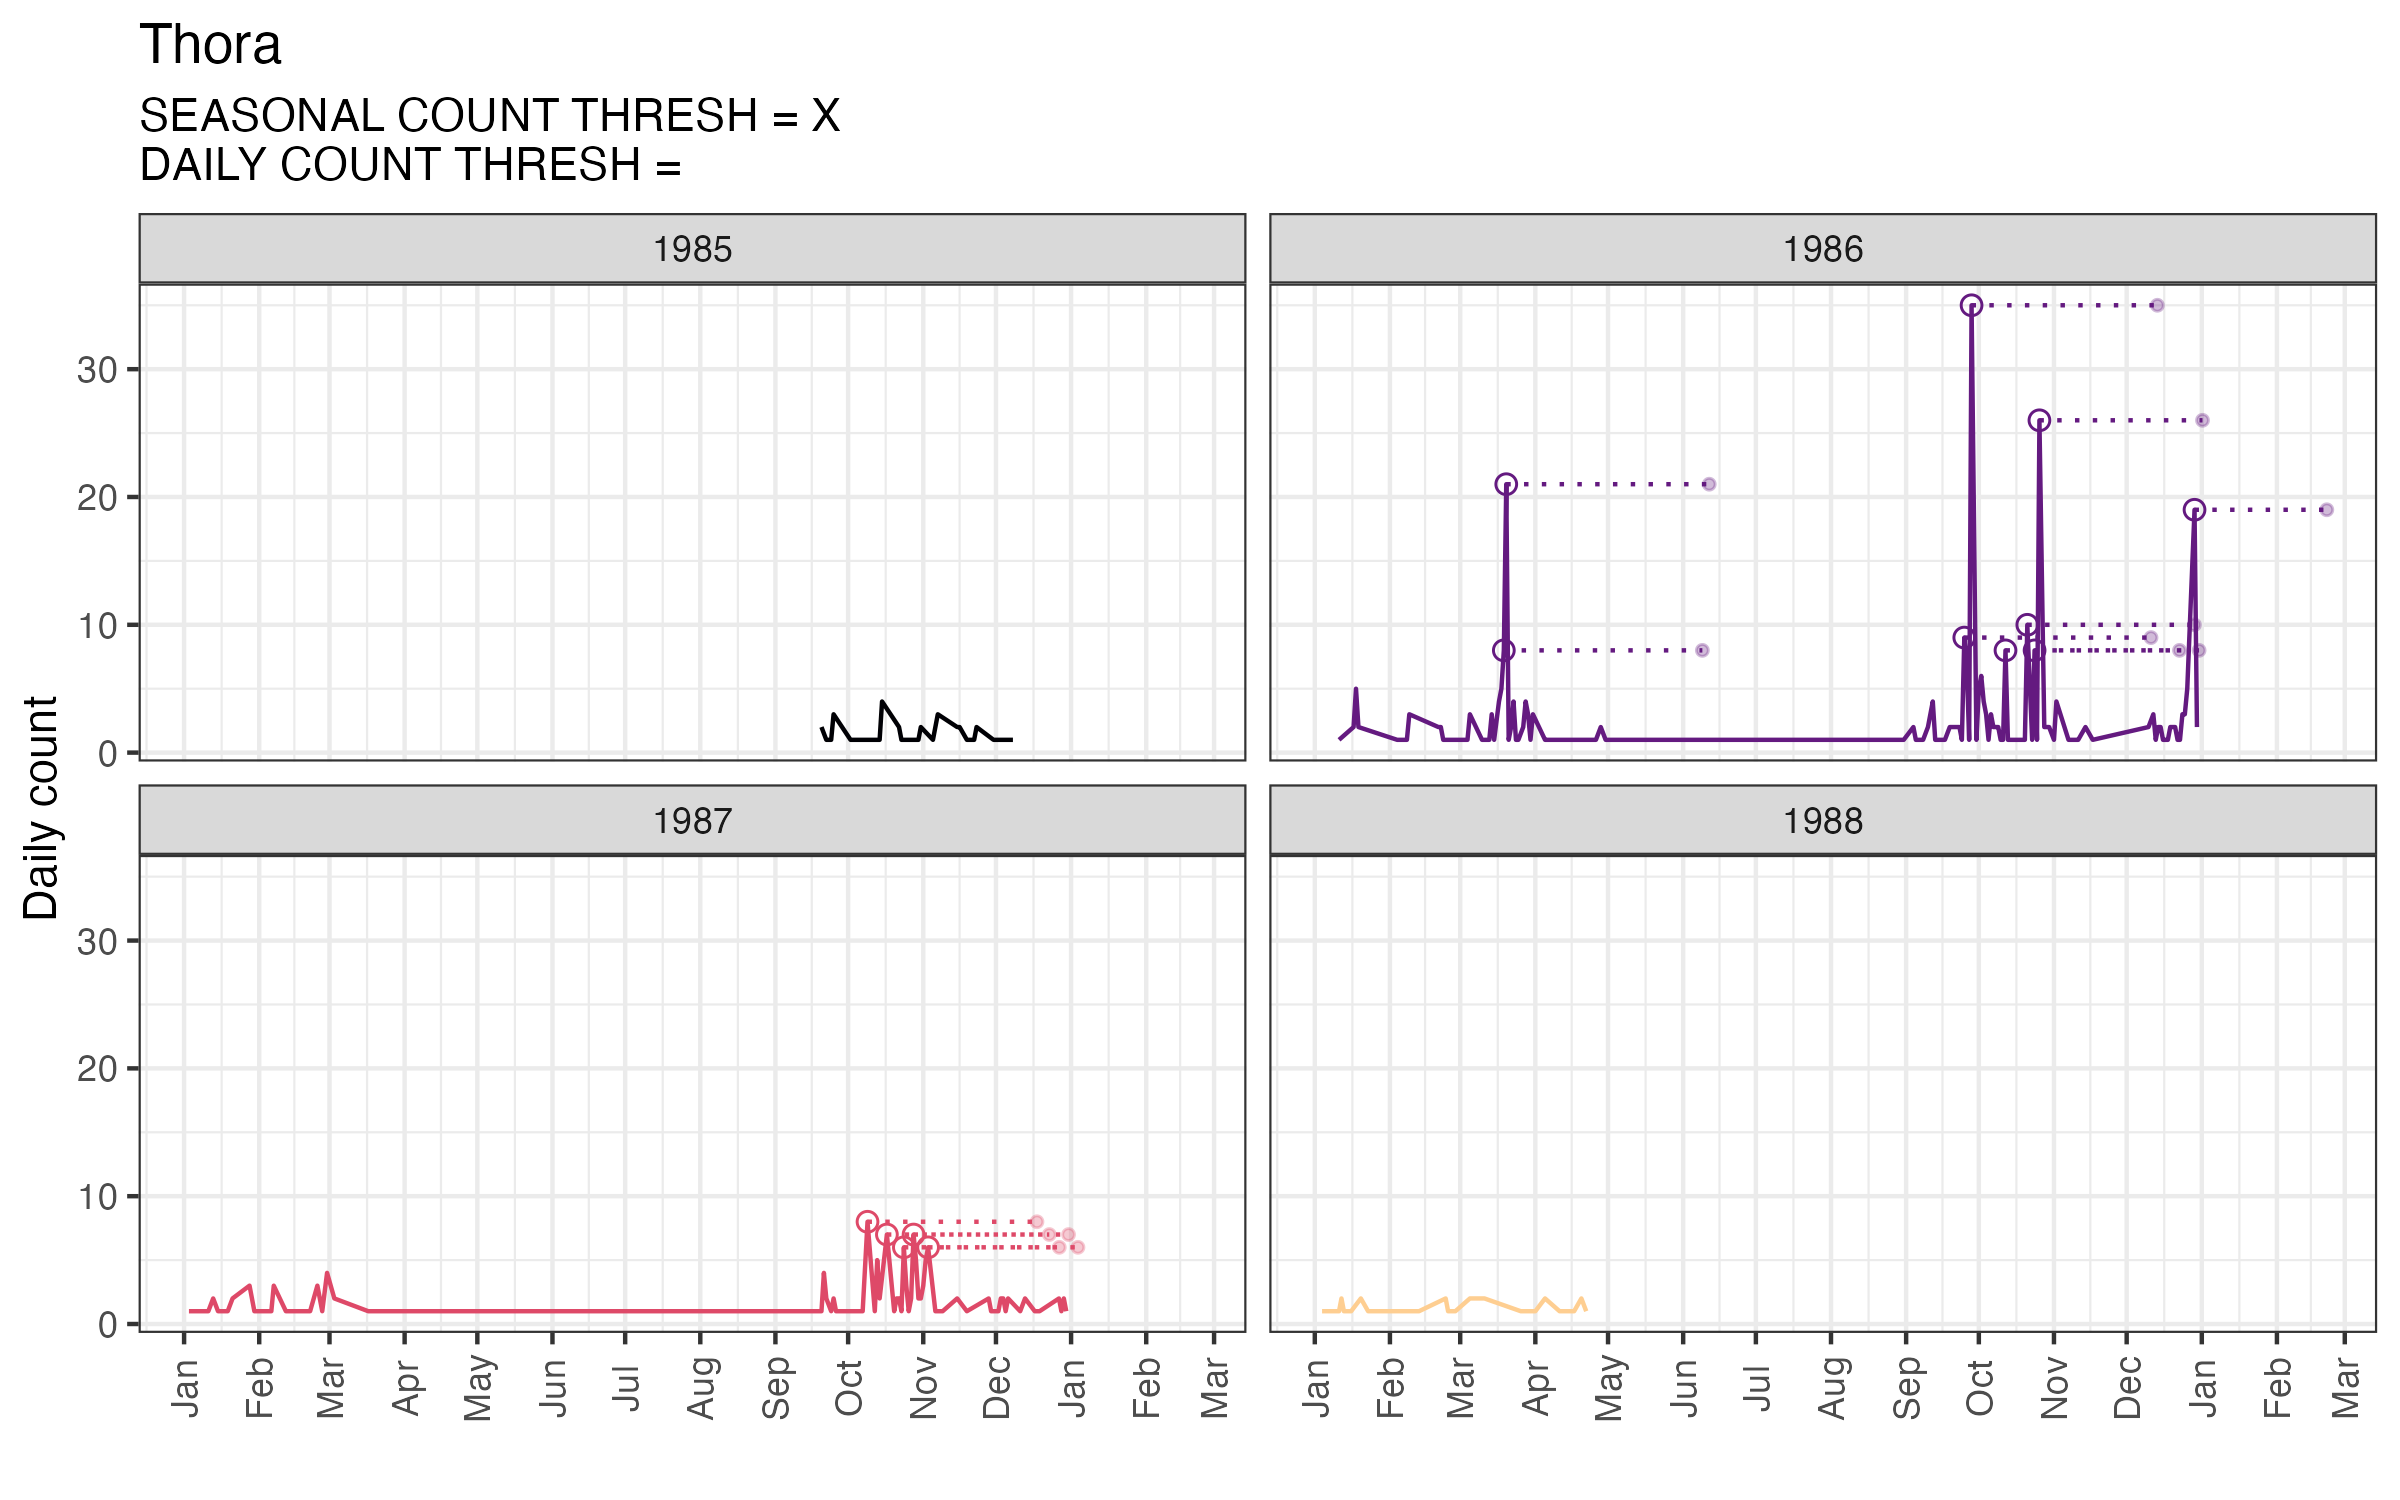 Thora
SEASONAL COUNT THRESH = X
DAILY COUNT THRESH =
1985
1986
30
20
10
0
1987
1988
30
20
10
0
Daily count
Jan Feb Mar Apr May Jun Jul Aug Sep Oct Nov Dec Jan Feb Mar
Jan Feb Mar Apr May Jun Jul Aug Sep Oct Nov Dec Jan Feb Mar